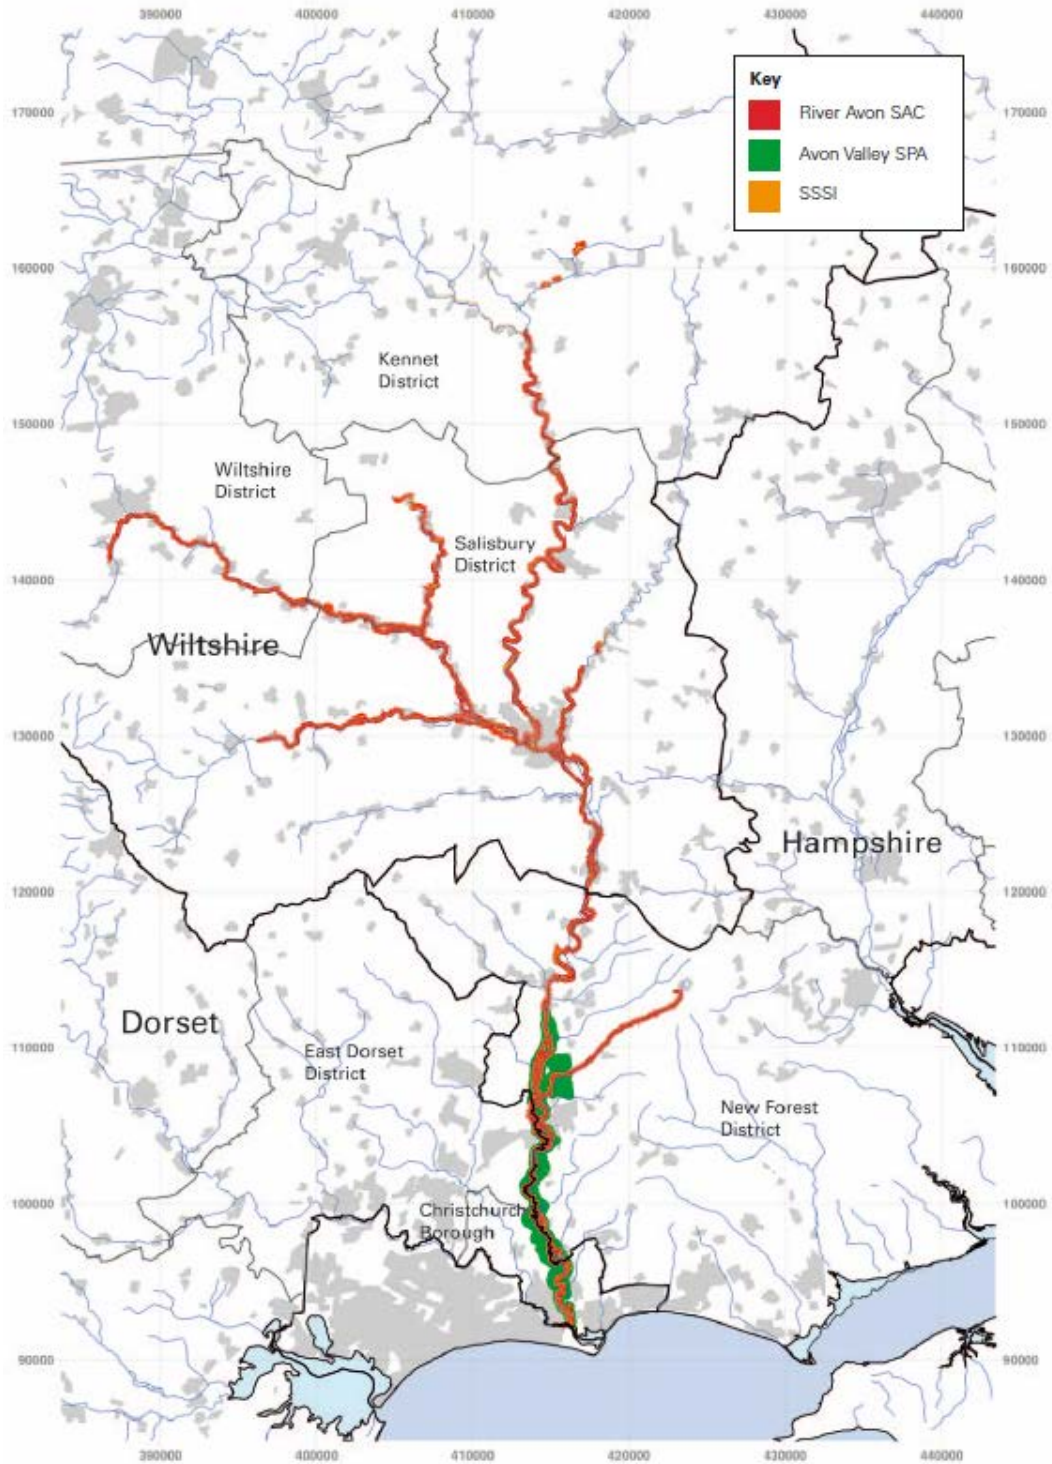 390000 400000 410000 420000 430000 440000
Key
River Avon SAC
Avon Valley SPA
SSSI
170000 170000
160000 160000
Kennet
District
150000 150000
Wiltshire
District
Salisbury
District
140000 140000
Wiltshire
130000 130000
Hampshire
120000 120000
Dorset
110000 110000
East Dorset
District
New Forest
District
100000 100000
Christchurch
Borough
90000 90000
390000 400000 410000 420000 430000 440000